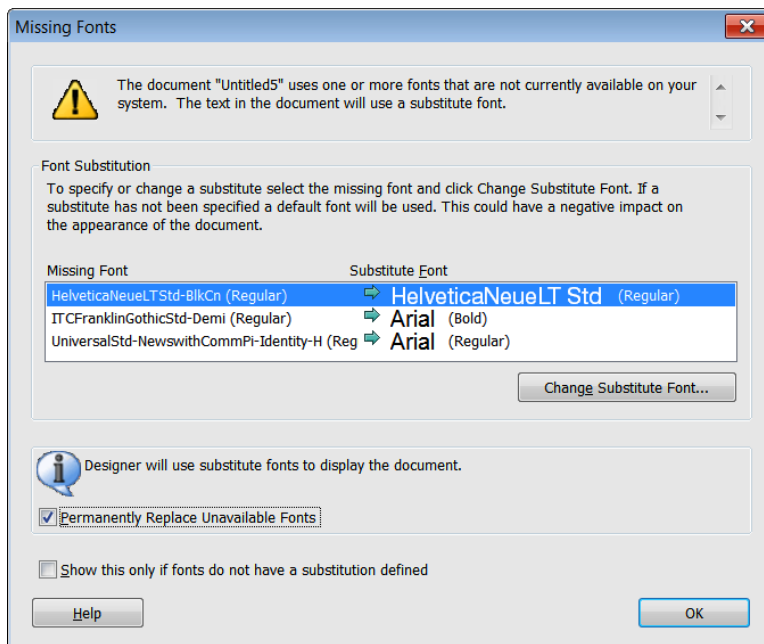 Missing Fonts
The document "Untitled5" uses one or more fonts that are not currently available on your
system. The text in the document will use a substitute font.
Font Substitution
To specify or change a substitute select the missing font and click Change Substitute Font. If a
substitute has not been specified a default font will be used. This could have a negative impact on
the appearance of the document.
Missing Font Substitute Font
HelveticaNeueLTStd-BlkCn (Regular) HelveticaNeueLT Std (Regular)
ITCFranklinGothicStd-Demi (Regular) Arial (Bold)
UniversalStd-NewswithCommPi-Identity-H (Reg Arial (Regular)
Change Substitute Font...
Designer will use substitute fonts to display the document.
Permanently Replace Unavailable Fonts
Show this only if fonts do not have a substitution defined
Help OK